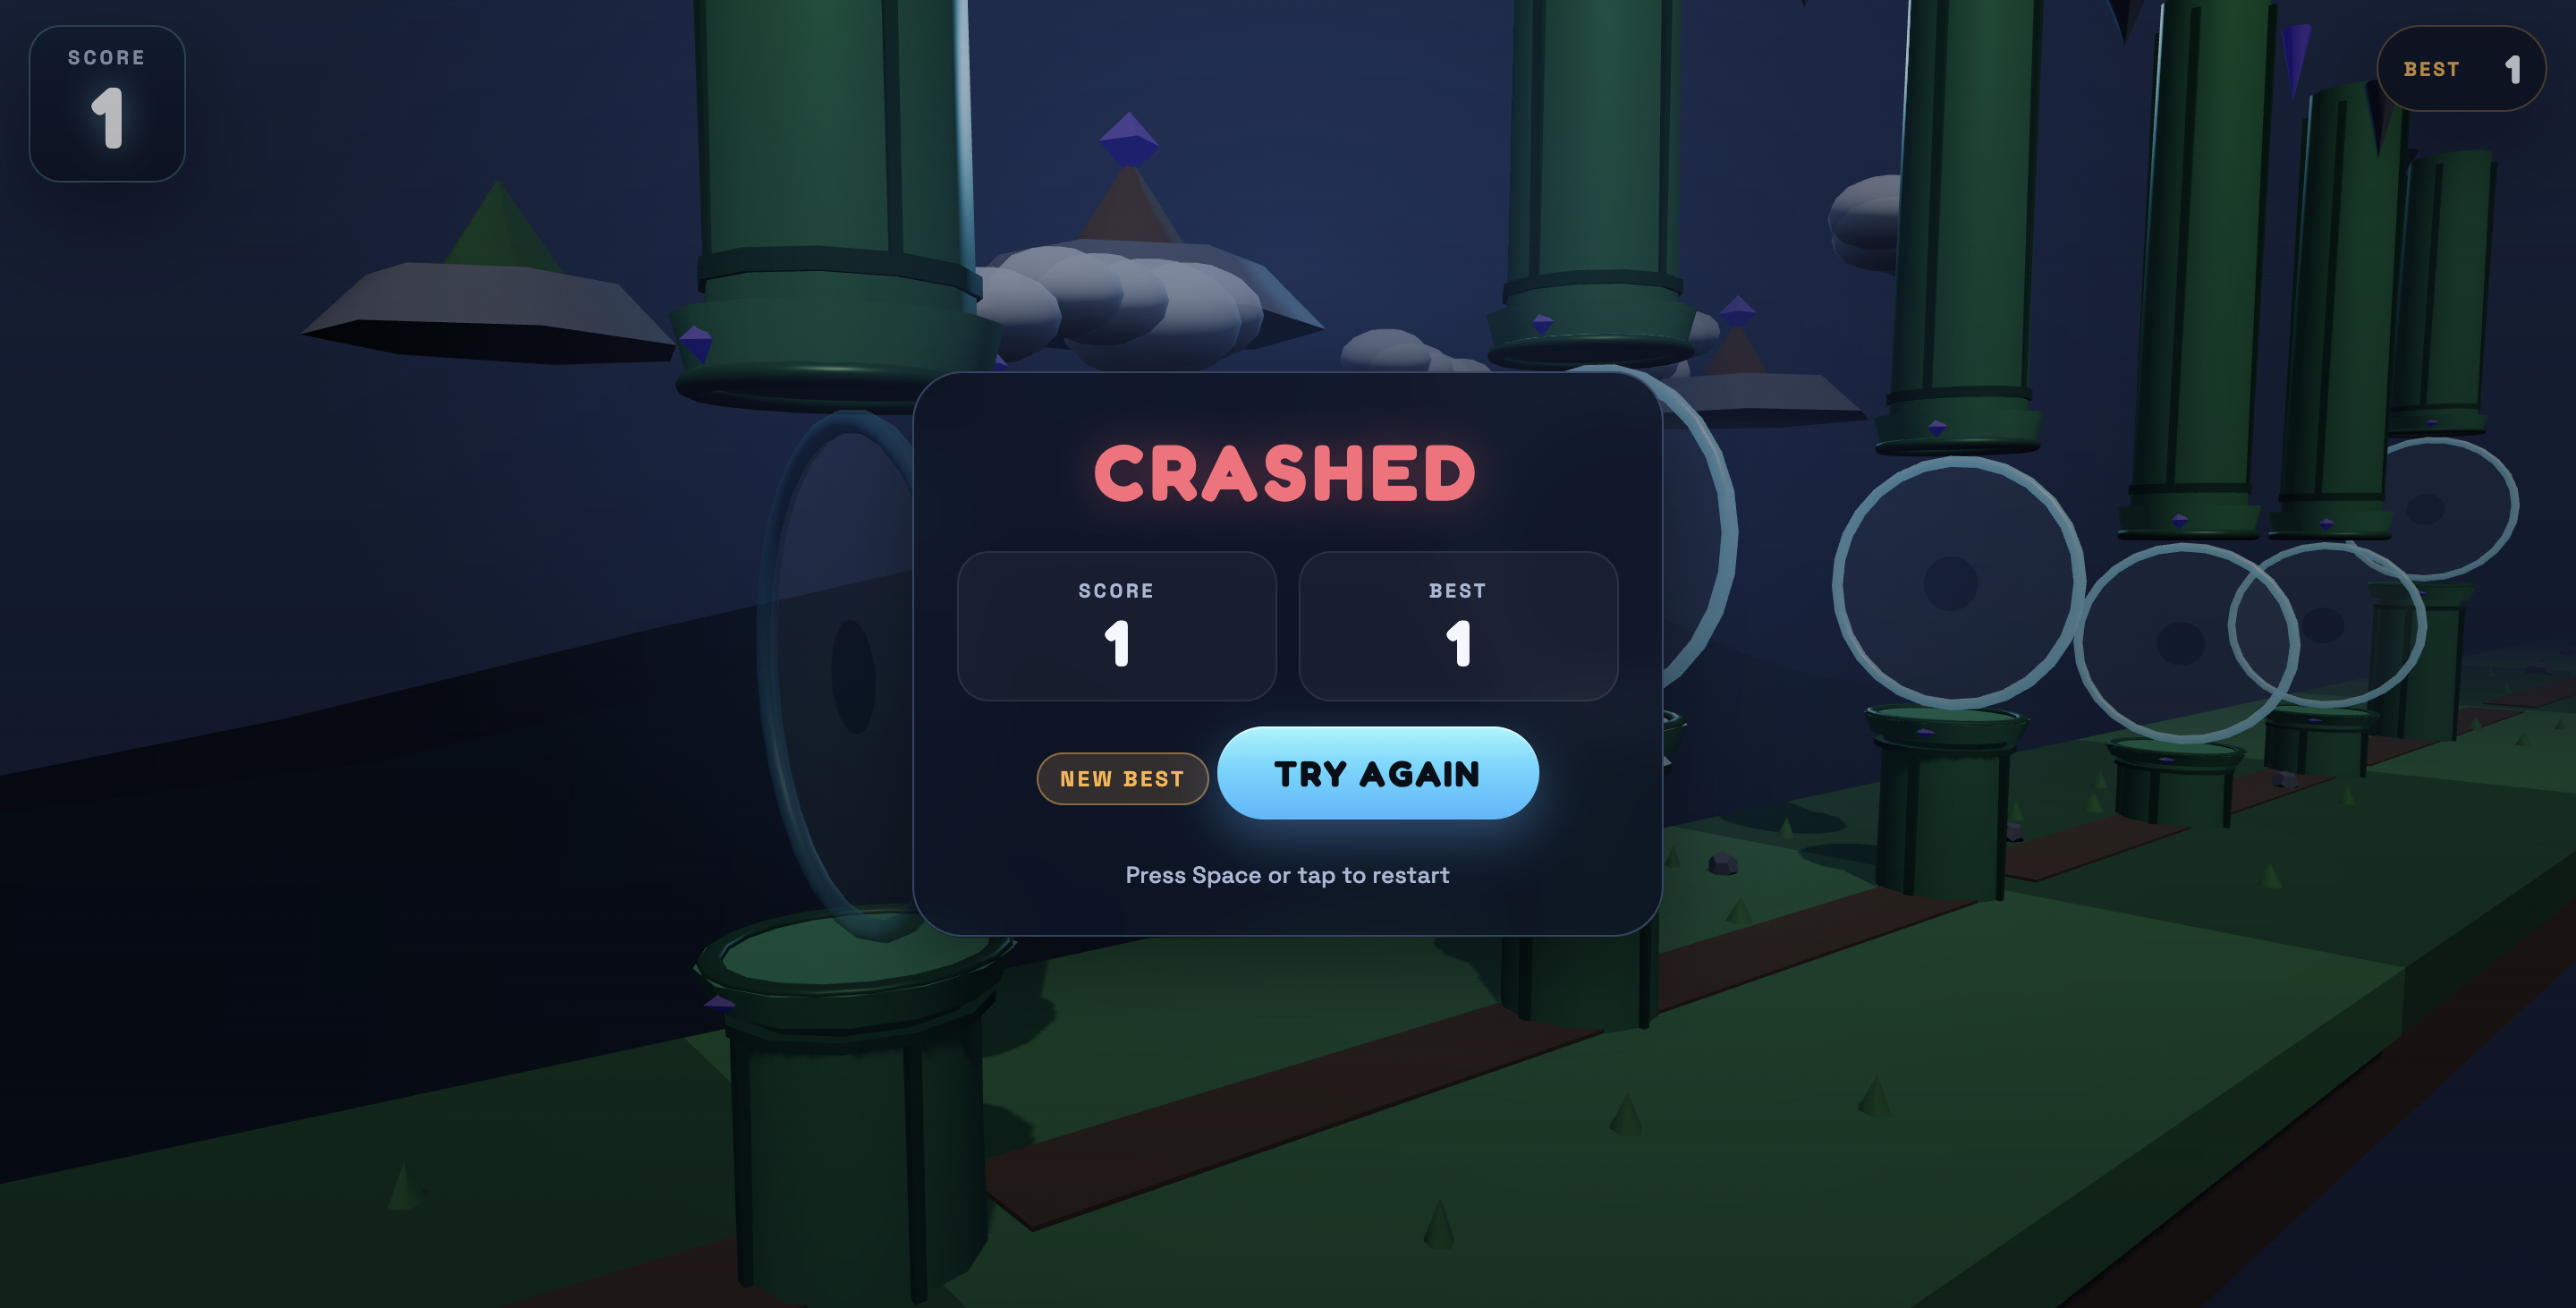 SCORE
1
BEST 1
CRASHED
SCORE
1
BEST
1
NEW BEST
TRY AGAIN
Press Space or tap to restart